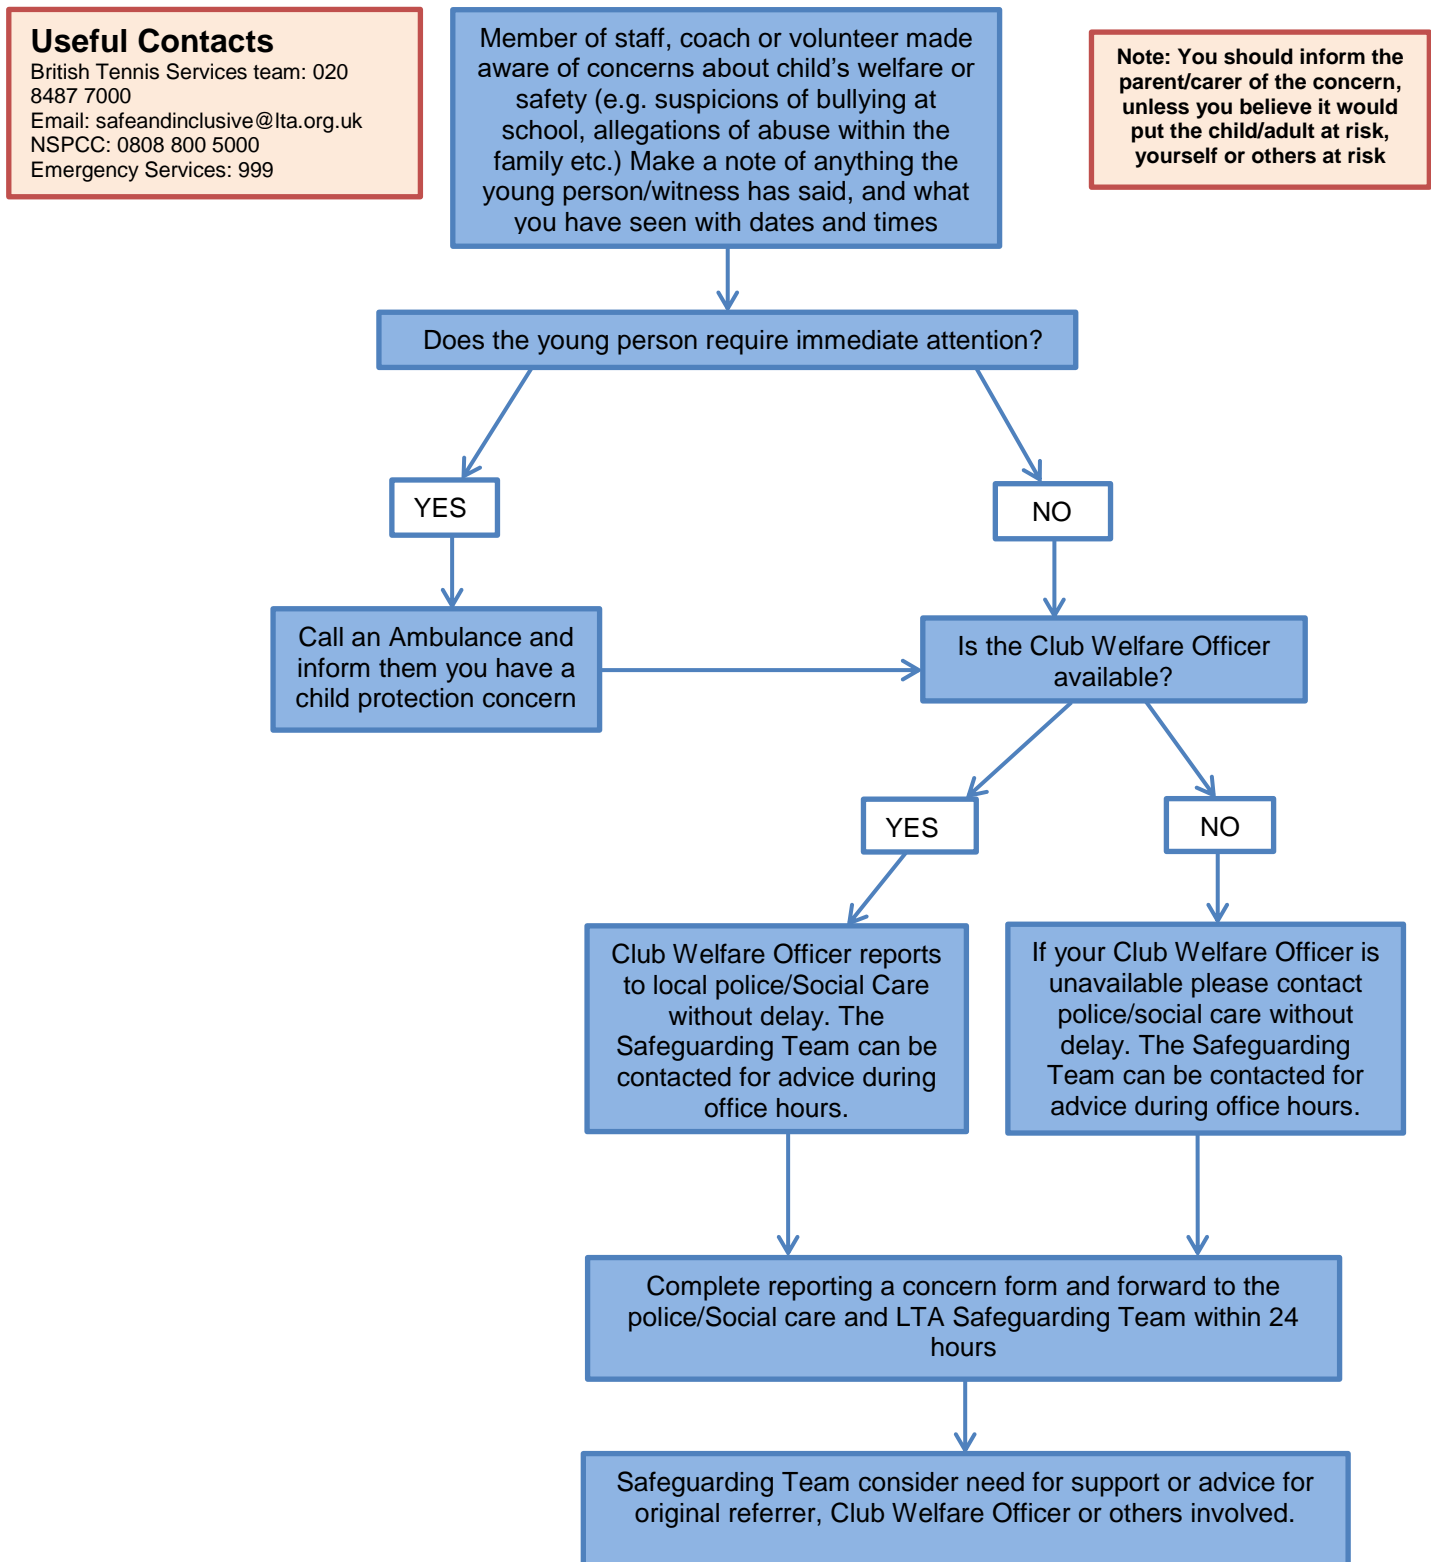 Useful Contacts
British Tennis Services team: 020
8487 7000
Email: safeandinclusive@lta.org.uk
NSPCC: 0808 800 5000
Emergency Services: 999
Member of staff, coach or volunteer made
aware of concerns about child’s welfare or
safety (e.g. suspicions of bullying at
school, allegations of abuse within the
family etc.) Make a note of anything the
young person/witness has said, and what
you have seen with dates and times
Note: You should inform the
parent/carer of the concern,
unless you believe it would
put the child/adult at risk,
yourself or others at risk
Does the young person require immediate attention?
YES
NO
Call an Ambulance and
inform them you have a
child protection concern
Is the Club Welfare Officer
available?
YES
NO
Club Welfare Officer reports
to local police/Social Care
without delay. The
Safeguarding Team can be
contacted for advice during
office hours.
If your Club Welfare Officer is
unavailable please contact
police/social care without
delay. The Safeguarding
Team can be contacted for
advice during office hours.
Complete reporting a concern form and forward to the
police/Social care and LTA Safeguarding Team within 24
hours
Safeguarding Team consider need for support or advice for
original referrer, Club Welfare Officer or others involved.